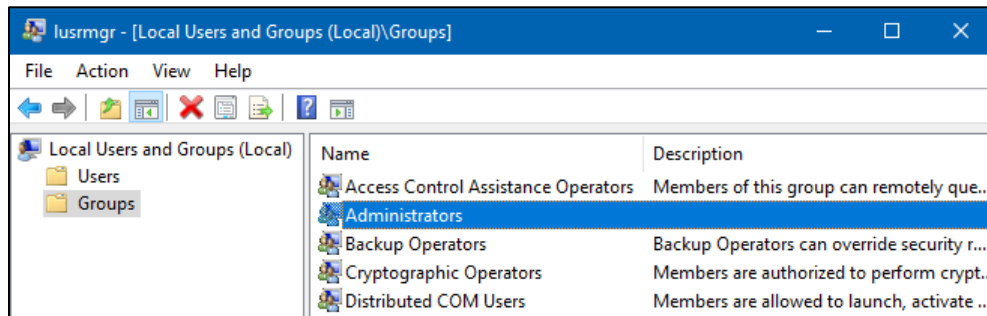 lusrmgr - [Local Users and Groups (Local)\Groups]
File Action View Help
Local Users and Groups (Local)
Users
Groups
Name Description
Access Control Assistance Operators Members of this group can remotely que...
Administrators
Backup Operators Backup Operators can override security r...
Cryptographic Operators Members are authorized to perform crypt...
Distributed COM Users Members are allowed to launch, activate ...